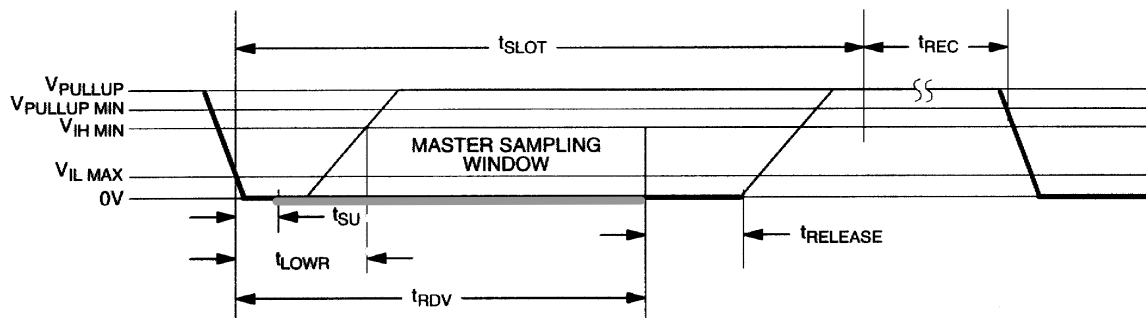 tSLOT
tREC
VPULLUP
VPULLUP MIN
VIH MIN
MASTER SAMPLING
WINDOW
VIL MAX
0V
tSU
tRELEASE
tLOWR
tRDV